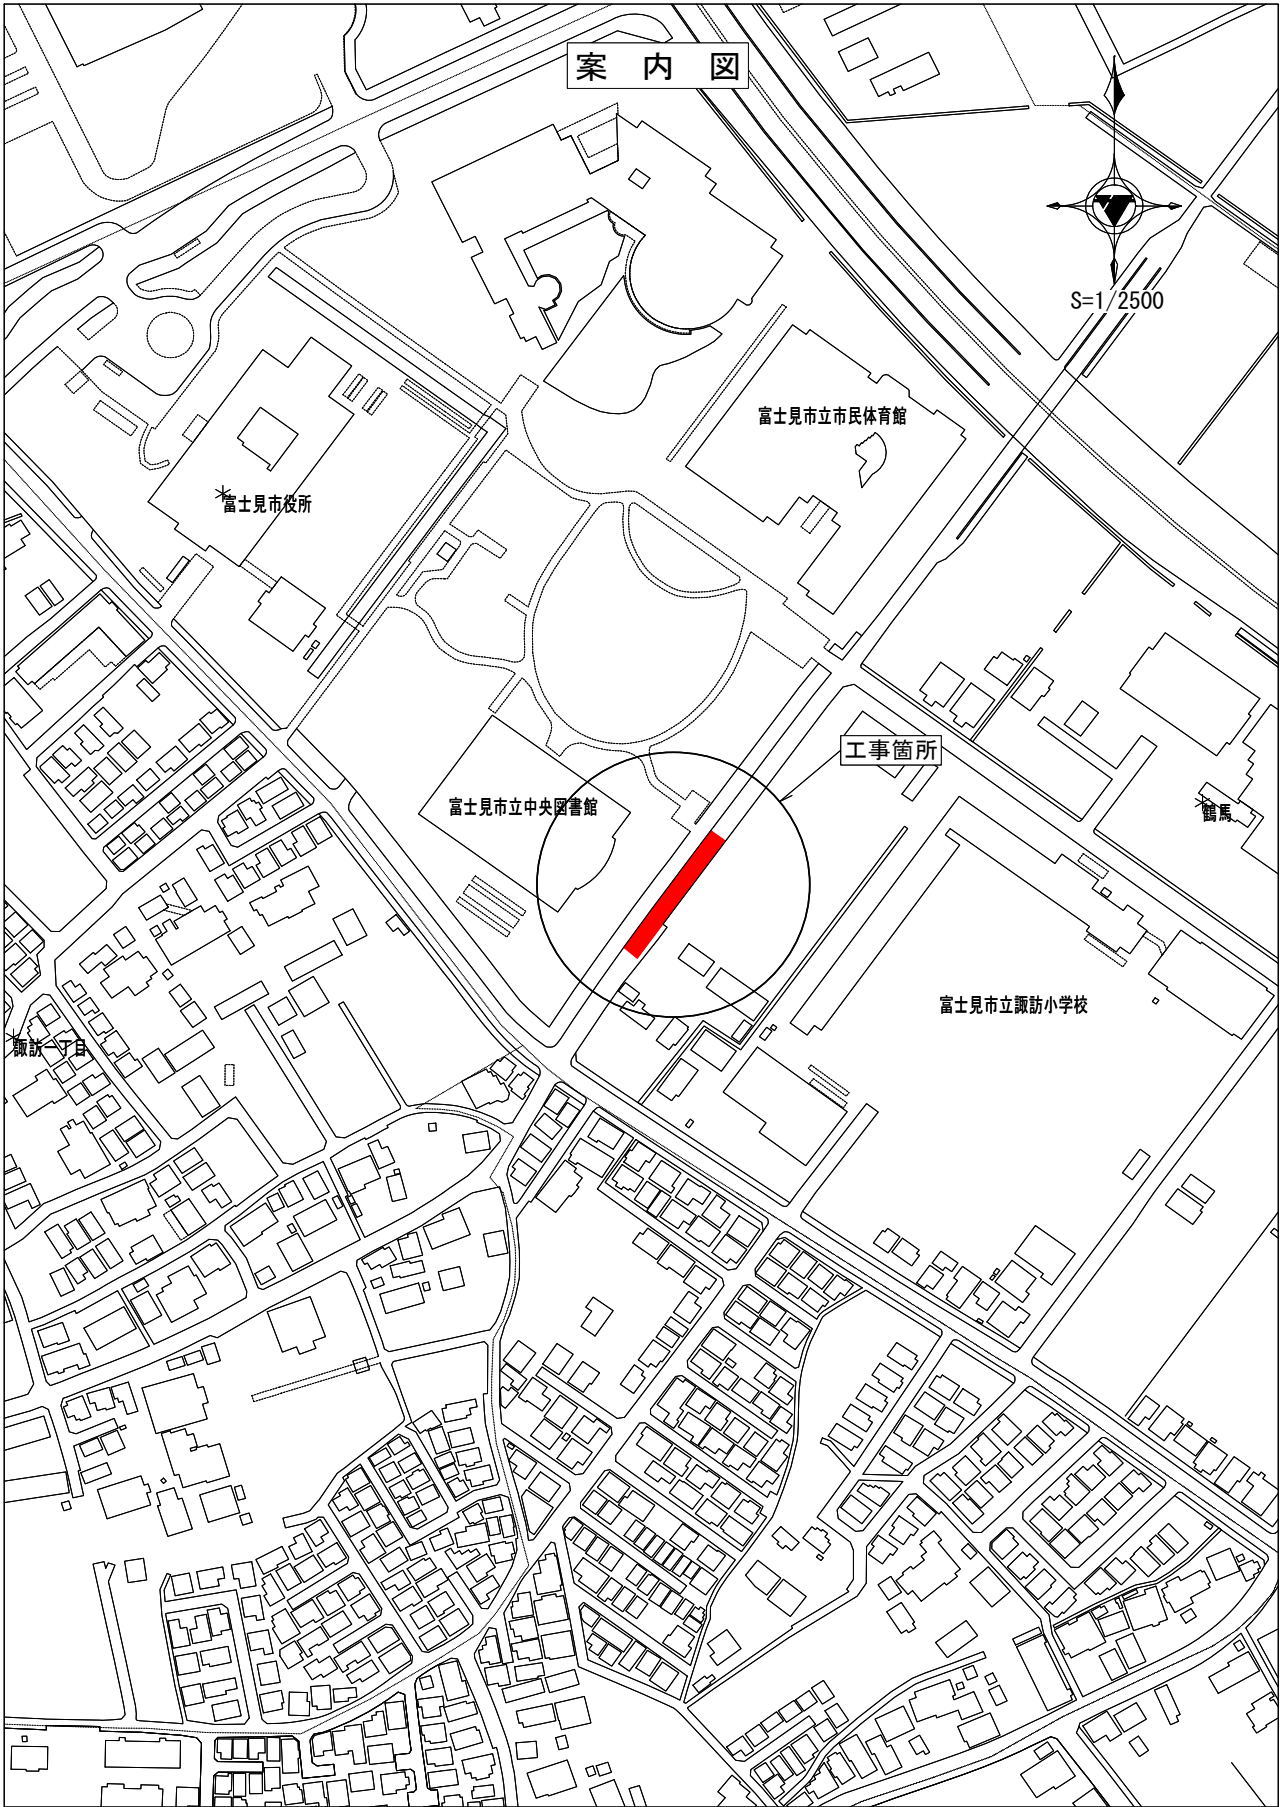 案 内 図
S=1/2500
富士見市立市民体育館
富士見市役所
工事箇所
富士見市立中央図書館
鶴馬
富士見市立諏訪小学校
諏訪一丁目